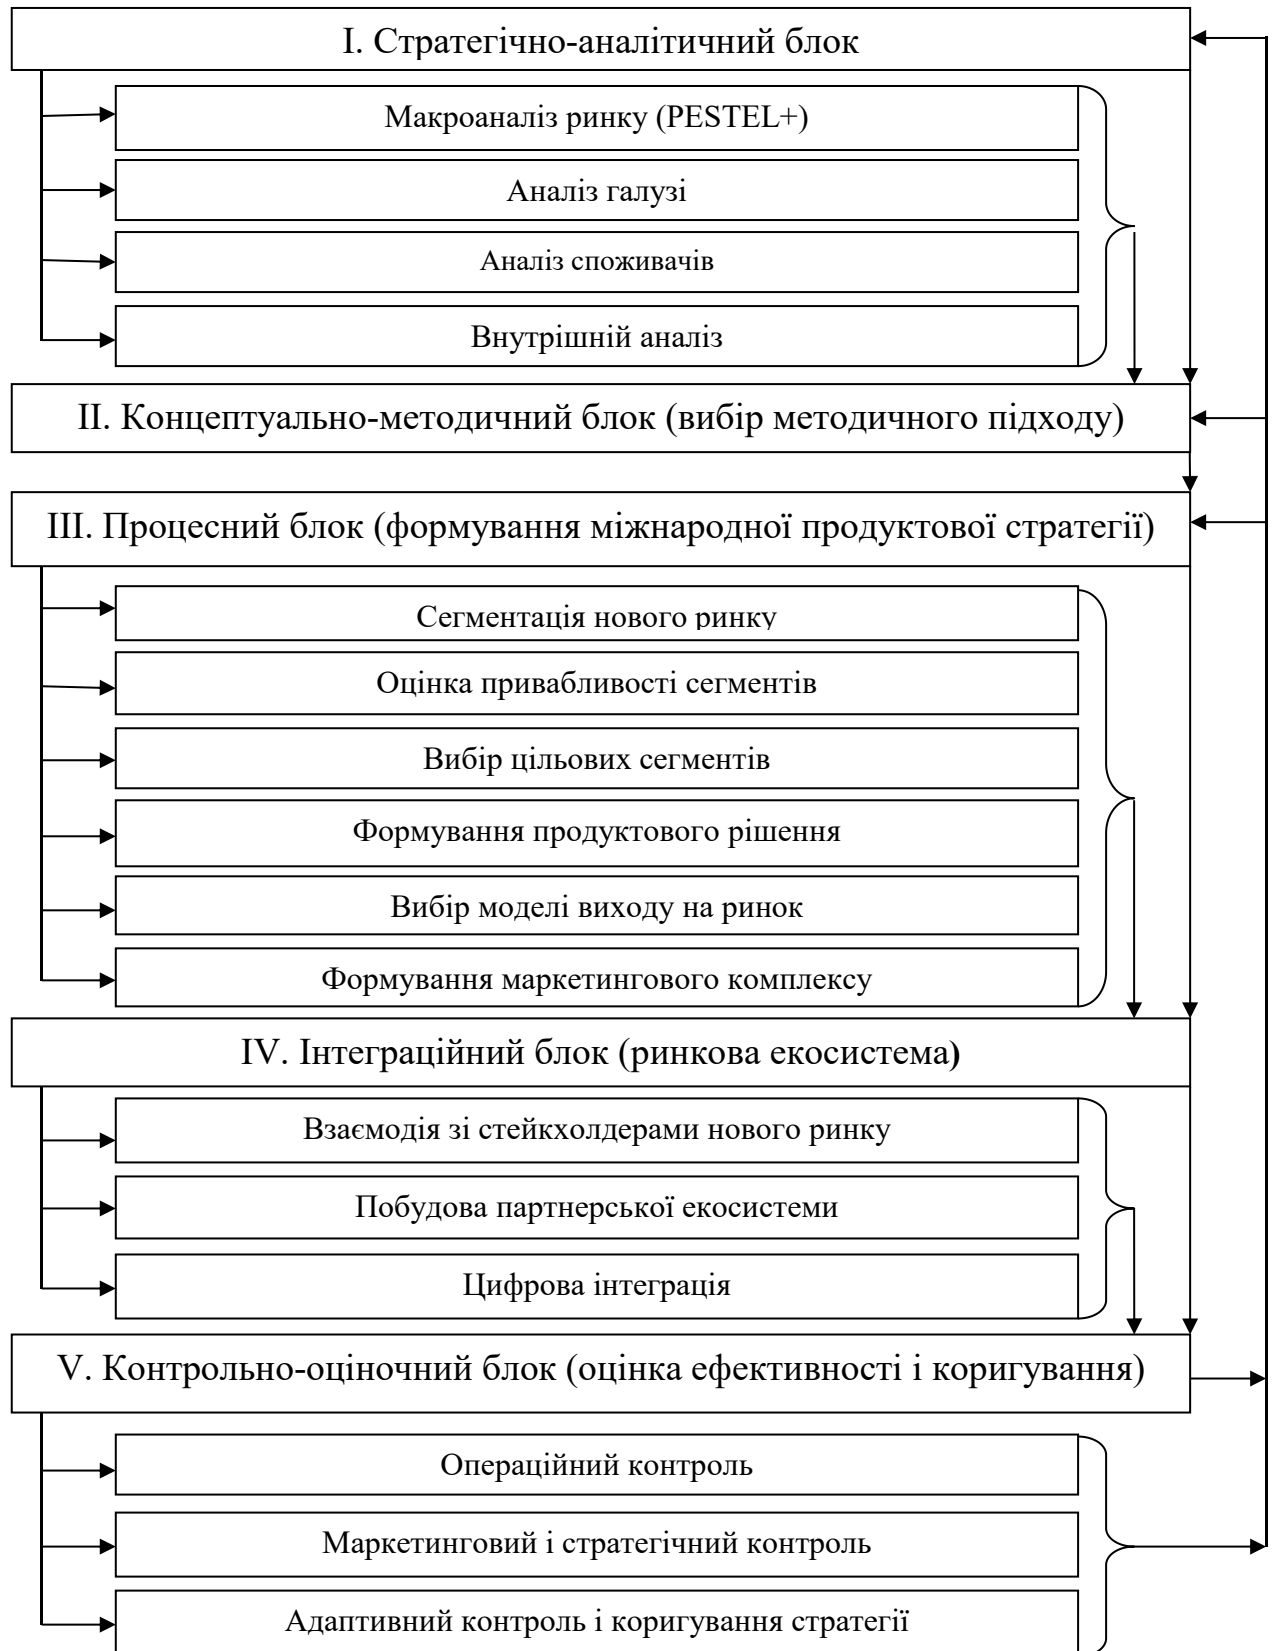 І. Стратегічно-аналітичний блок
Макроаналіз ринку (PESTEL+)
Аналіз галузі
Аналіз споживачів
Внутрішній аналіз
ІІ. Концептуально-методичний блок (вибір методичного підходу)
ІІІ. Процесний блок (формування міжнародної продуктової стратегії)
Сегментація нового ринку
Оцінка привабливості сегментів
Вибір цільових сегментів
Формування продуктового рішення
Вибір моделі виходу на ринок
Формування маркетингового комплексу
IV. Інтеграційний блок (ринкова екосистема)
Взаємодія зі стейкхолдерами нового ринку
Побудова партнерської екосистеми
Цифрова інтеграція
V. Контрольно-оціночний блок (оцінка ефективності і коригування)
Операційний контроль
Маркетинговий і стратегічний контроль
Адаптивний контроль і коригування стратегії